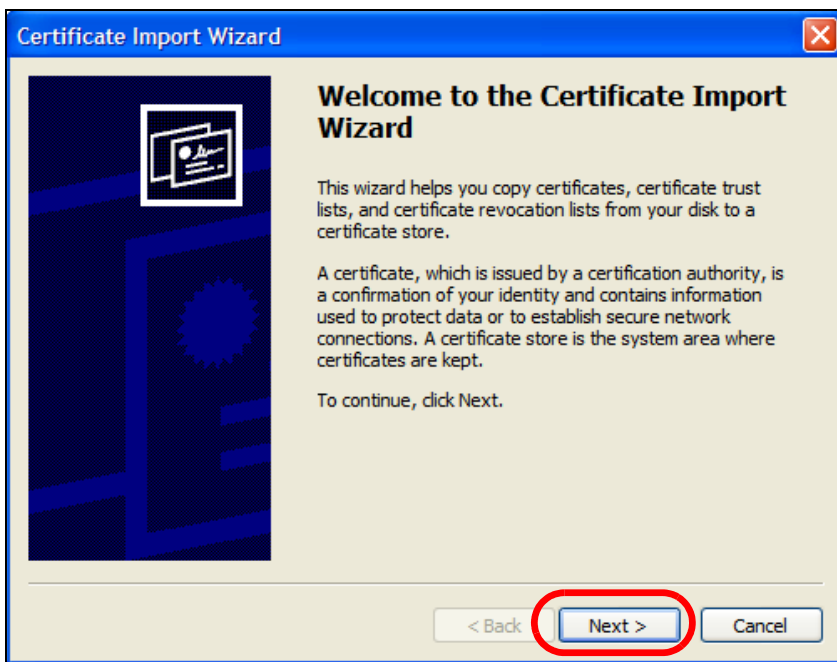 Certificate Import Wizard
Welcome to the Certificate Import
Wizard
This wizard helps you copy certificates, certificate trust
lists, and certificate revocation lists from your disk to a
certificate store.
A certificate, which is issued by a certification authority, is
a confirmation of your identity and contains information
used to protect data or to establish secure network
connections. A certificate store is the system area where
certificates are kept.
To continue, click Next.
< Back
Next >
Cancel